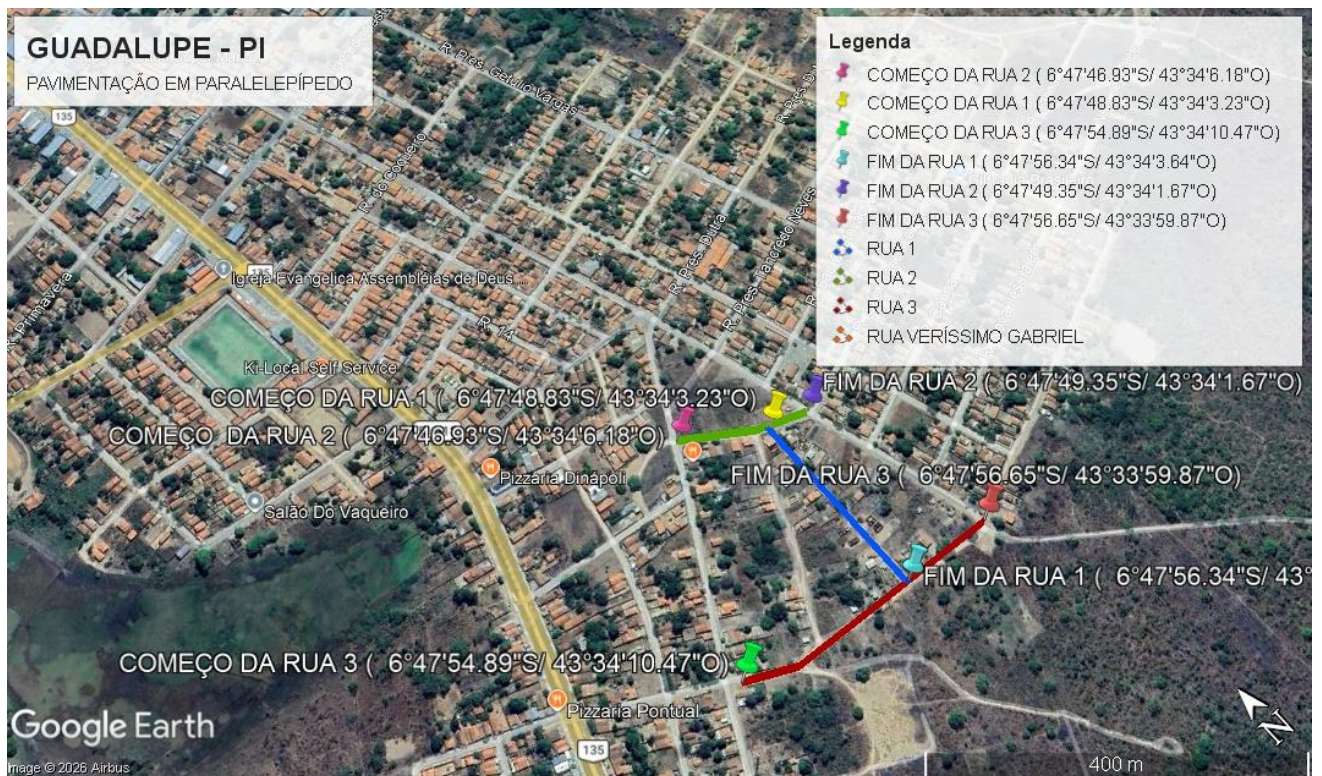 GUADALUPE - PI
PAVIMENTAÇÃO EM PARALELEPÍPEDO
Legenda
COMEÇO DA RUA 2 ( 6°47'46.93"S/ 43°34'6.18"O)
COMEÇO DA RUA 1 ( 6°47'48.83"S/ 43°34'3.23"O)
COMEÇO DA RUA 3 ( 6°47'54.89"S/ 43°34'10.47"O)
FIM DA RUA 1 ( 6°47'56.34"S/ 43°34'3.64"O)
FIM DA RUA 2 ( 6°47'49.35"S/ 43°34'1.67"O)
FIM DA RUA 3 ( 6°47'56.65"S/ 43°33'59.87"O)
RUA 1
RUA 2
RUA 3
RUA VERÍSSIMO GABRIEL
R. Pres. Getúlio Vargas
135
R. do Coqueiro
R. Pres. D
R. Pres. Dutra
R. Pres. Tancredo Neves
R. Primavera
135
Igreja Evangelica Assembléias de Deus...
R. 14
Ki-Local Self Service
FIM DA RUA 2 ( 6°47'49.35"S/ 43°34'1.67"O)
COMEÇO DA RUA 1 ( 6°47'48.83"S/ 43°34'3.23"O)
COMEÇO DA RUA 2 ( 6°47'46.93"S/ 43°34'6.18"O)
Pizzaria Dinápoli
FIM DA RUA 3 ( 6°47'56.65"S/ 43°33'59.87"O)
Salão Do Vaqueiro
FIM DA RUA 1 ( 6°47'56.34"S/ 43°
COMEÇO DA RUA 3 ( 6°47'54.89"S/ 43°34'10.47"O)
Pizzaria Pontual
Google Earth
135
N
400 m
Image © 2026 Airbus